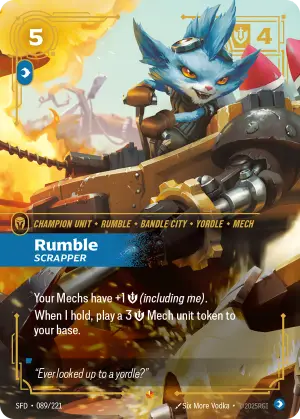 5
4
CHAMPION UNIT • RUMBLE • BANDLE CITY • YORDLE • MECH
Rumble
SCRAPPER
Your Mechs have +1 (including me).
When I hold, play a 3 Mech unit token to
your base.
"Ever looked up to a yordle?"
SFD • 089/221
Six More Vodka
©2025RGI